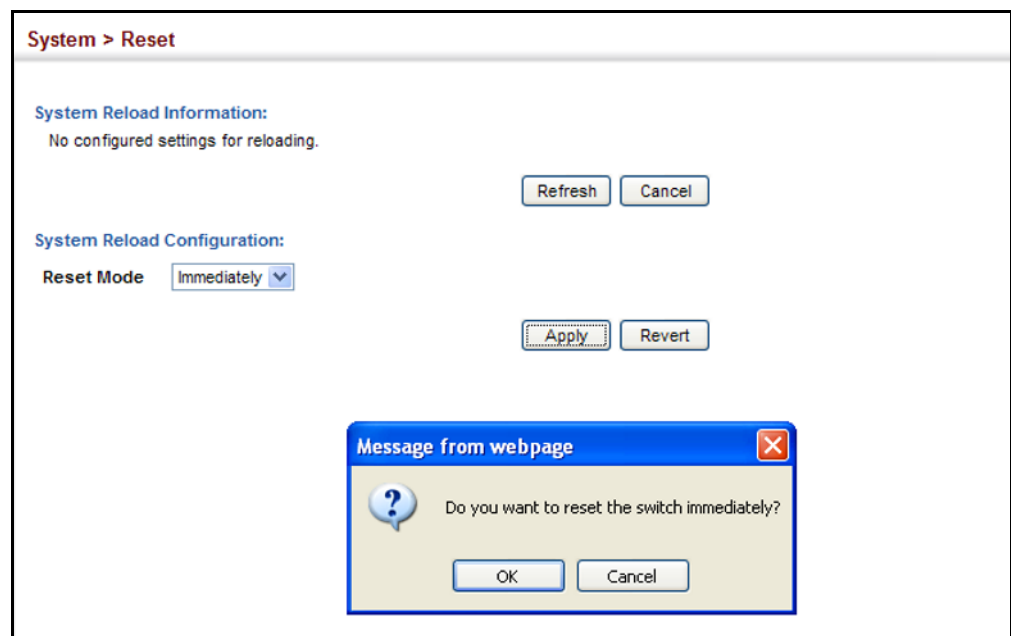 System > Reset
System Reload Information:
No configured settings for reloading.
Refresh Cancel
System Reload Configuration:
Reset Mode Immediately
Apply Revert
Message from webpage
Do you want to reset the switch immediately?
OK Cancel